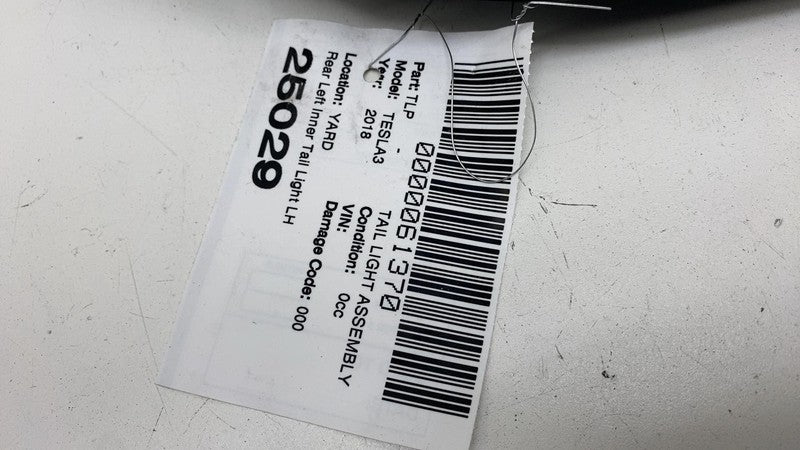 0000061370
Part: TLP - TAIL LIGHT ASSEMBLY
Model: TESLA3 Condition: 0cc
Year: 2018 VIN:
Location: YARD Damage Code: 000
Rear Left Inner Tail Light LH
25029